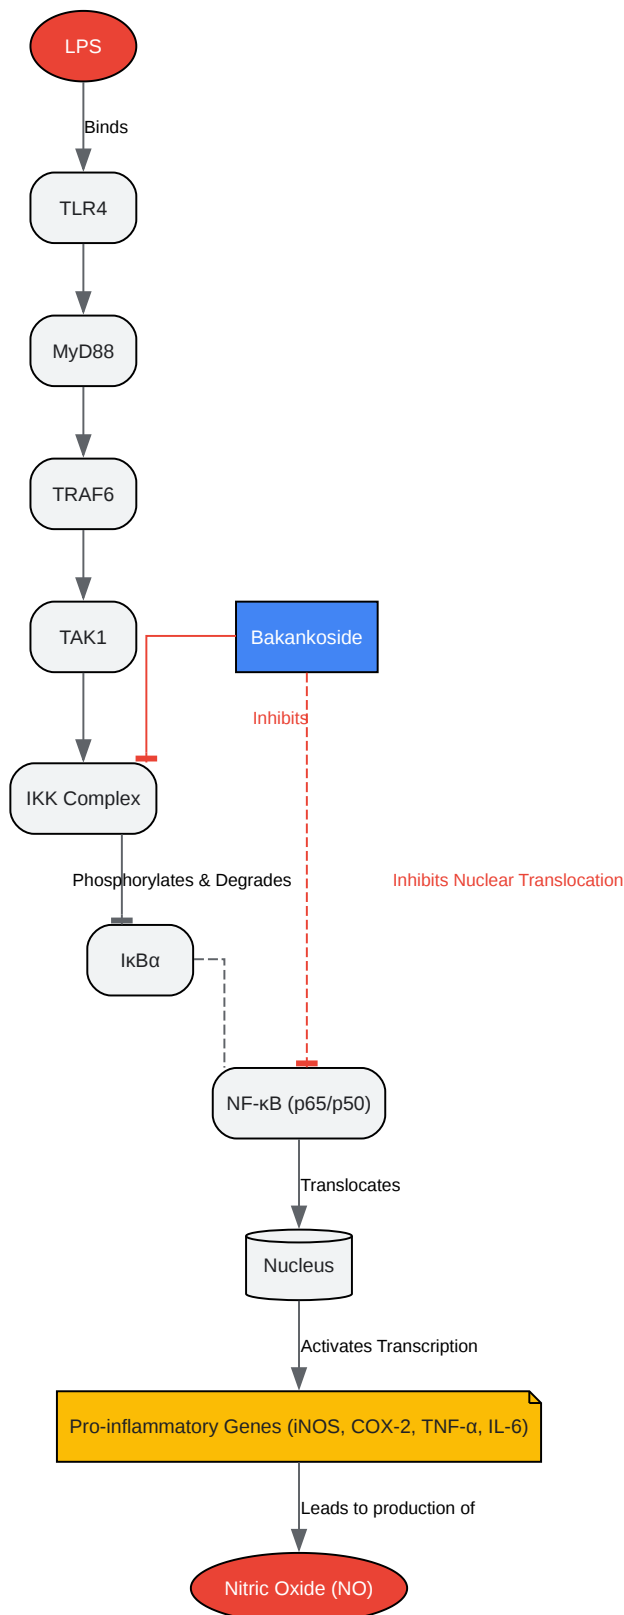 LPS
Binds
TLR4
MyD88
TRAF6
TAK1
Bakankoside
Inhibits
IKK Complex
Phosphorylates & Degrades
Inhibits Nuclear Translocation
IκBα
NF-κB (p65/p50)
Translocates
Nucleus
Activates Transcription
Pro-inflammatory Genes (iNOS, COX-2, TNF-α, IL-6)
Leads to production of
Nitric Oxide (NO)